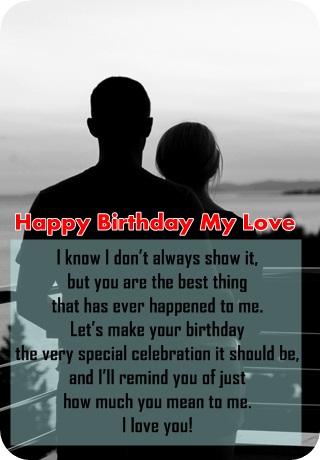 Happy Birthday My Love
I know I don't always show it,
but you are the best thing
that has ever happened to me.
Let's make your birthday
the very special celebration it should be,
and I'll remind you of just
how much you mean to me.
I love you!